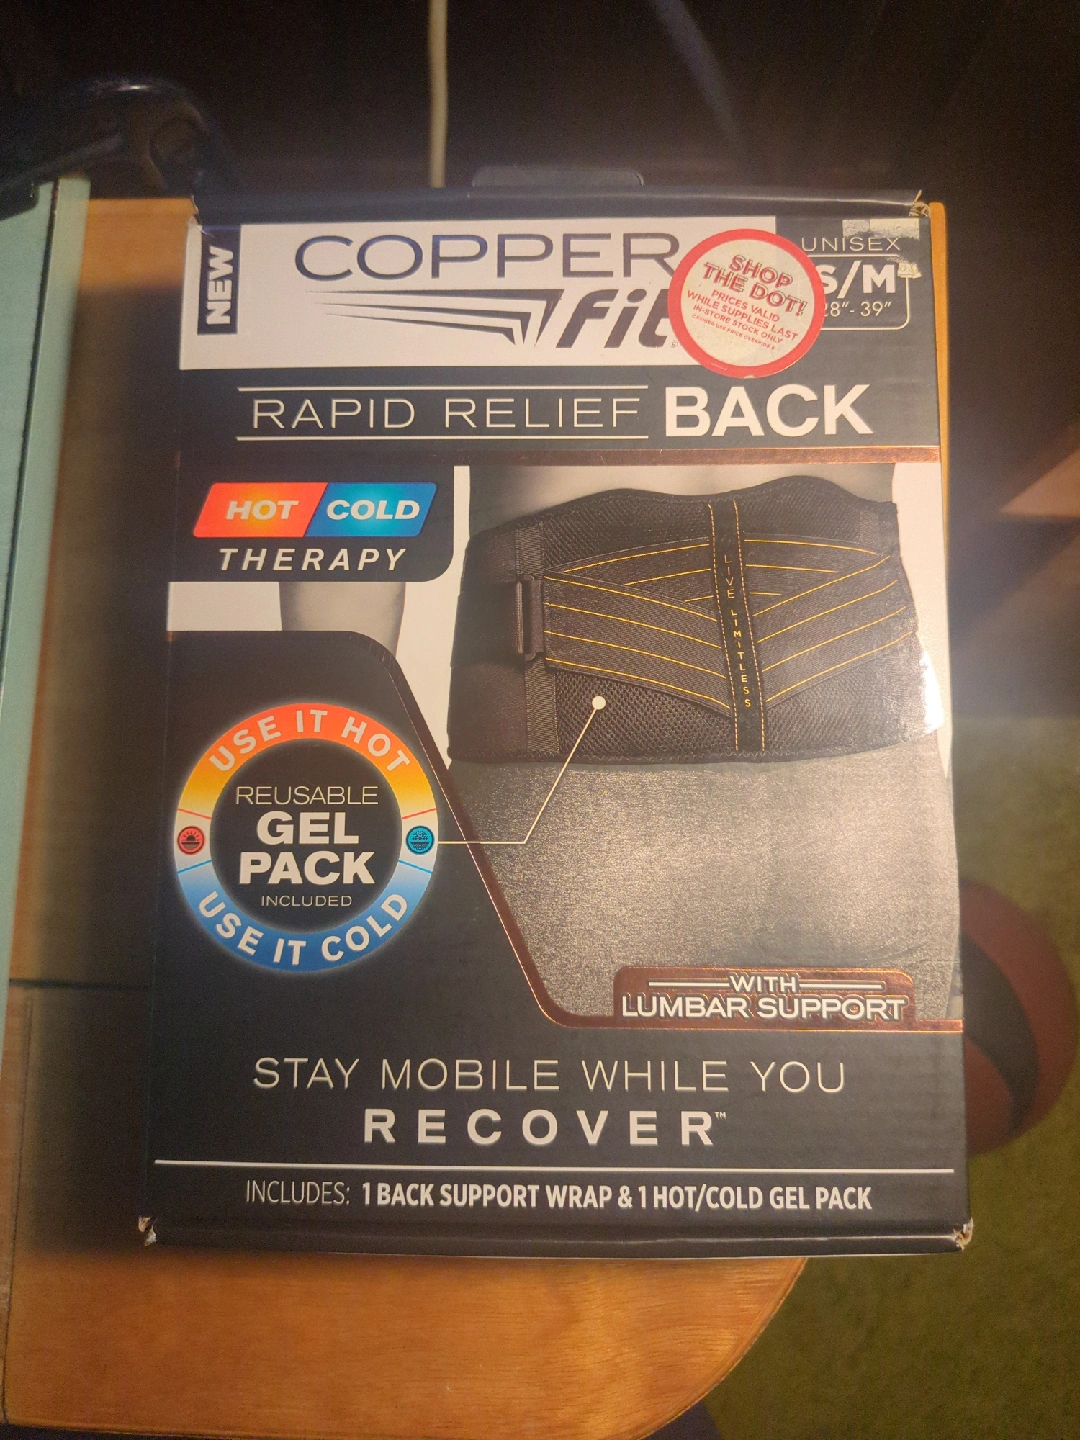 NEW
COPPER
fit
UNISEX
S/M
28"- 39"
SHOP
THE DOT!
PRICES VALID
WHILE SUPPLIES LAST
IN-STORE STOCK ONLY
RAPID RELIEF BACK
HOT COLD
THERAPY
LIVE LIMITLESS
USE IT HOT
REUSABLE
GEL
PACK
INCLUDED
USE IT COLD
WITH
LUMBAR SUPPORT
STAY MOBILE WHILE YOU
RECOVER™
INCLUDES: 1 BACK SUPPORT WRAP & 1 HOT/COLD GEL PACK